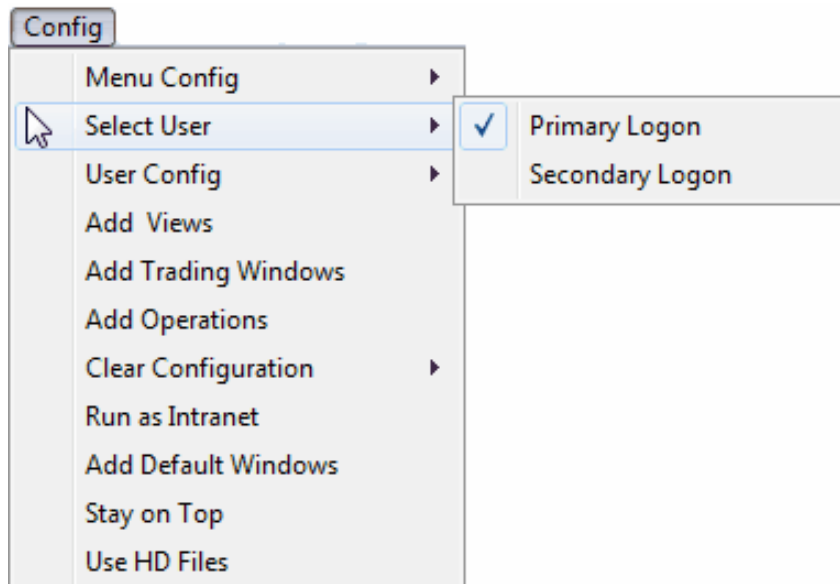 Config
Menu Config
Select User
Primary Logon
User Config
Secondary Logon
Add  Views
Add Trading Windows
Add Operations
Clear Configuration
Run as Intranet
Add Default Windows
Stay on Top
Use HD Files